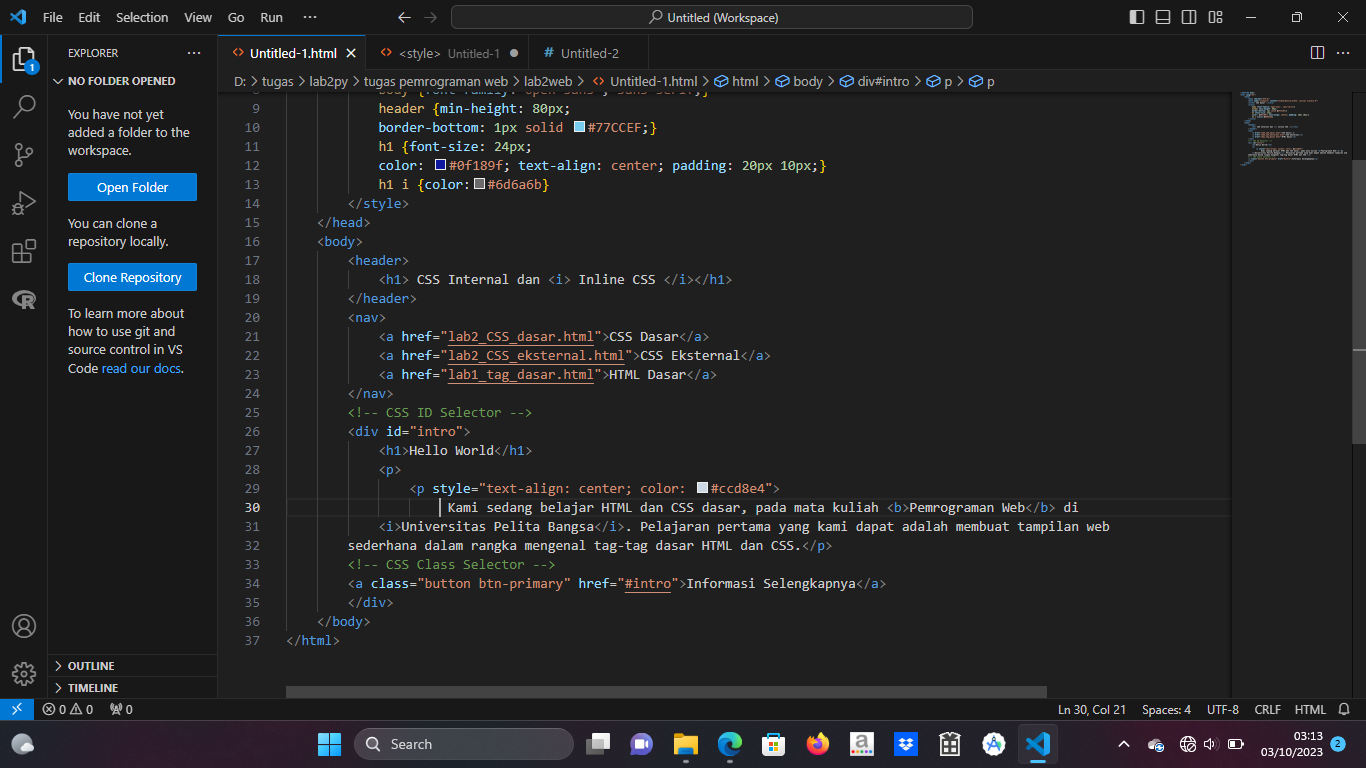 File Edit Selection View Go Run ··· Untitled (Workspace)
EXPLORER ···
NO FOLDER OPENED
You have not yet
added a folder to the
workspace.
Open Folder
You can clone a
repository locally.
Clone Repository
To learn more about
how to use git and
source control in VS
Code read our docs.
OUTLINE
TIMELINE
1
Untitled-1.html <style> Untitled-1 # Untitled-2
D: > tugas > lab2py > tugas pemrograman web > lab2web > Untitled-1.html > html > body > div#intro > p > p
8 body {font-family: 'open sans', sans-serif;}
9 header {min-height: 80px;
10 border-bottom: 1px solid #77CCEF;}
11 h1 {font-size: 24px;
12 color: #0f189f; text-align: center; padding: 20px 10px;}
13 h1 i {color:#6d6a6b}
14 </style>
15 </head>
16 <body>
17 <header>
18 <h1> CSS Internal dan <i> Inline CSS </i></h1>
19 </header>
20 <nav>
21 <a href="lab2_CSS_dasar.html">CSS Dasar</a>
22 <a href="lab2_CSS_eksternal.html">CSS Eksternal</a>
23 <a href="lab1_tag_dasar.html">HTML Dasar</a>
24 </nav>
25 <!-- CSS ID Selector -->
26 <div id="intro">
27 <h1>Hello World</h1>
28 <p>
29 <p style="text-align: center; color: #ccd8e4">
30 Kami sedang belajar HTML dan CSS dasar, pada mata kuliah <b>Pemrograman Web</b> di
31 <i>Universitas Pelita Bangsa</i>. Pelajaran pertama yang kami dapat adalah membuat tampilan web
32 sederhana dalam rangka mengenal tag-tag dasar HTML dan CSS.</p>
33 <!-- CSS Class Selector -->
34 <a class="button btn-primary" href="#intro">Informasi Selengkapnya</a>
35 </div>
36 </body>
37 </html>
0 0 0 Ln 30, Col 21 Spaces: 4 UTF-8 CRLF HTML
Search
03:13
03/10/2023
2